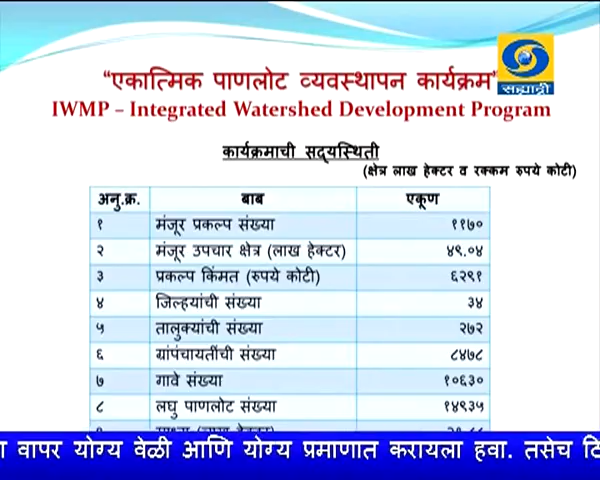 “एकात्मिक पाणलोट व्यवस्थापन कार्यक्रम”
सह्याद्री
IWMP – Integrated Watershed Development Program
कार्यक्रमाची सद्यस्थिती
(क्षेत्र लाख हेक्टर व रक्कम रुपये कोटी)
अनु.क्र. बाब एकूण
१ मंजूर प्रकल्प संख्या ११७०
२ मंजूर उपचार क्षेत्र (लाख हेक्टर) ४९.०४
३ प्रकल्प किंमत (रुपये कोटी) ६२९१
४ जिल्हयांची संख्या ३४
५ तालुक्यांची संख्या २७२
६ ग्रांपंचायतींची संख्या ८४७८
७ गावे संख्या १०६३०
८ लघु पाणलोट संख्या १४९३५
वापर योग्य वेळी आणि योग्य प्रमाणात करायला हवा. तसेच